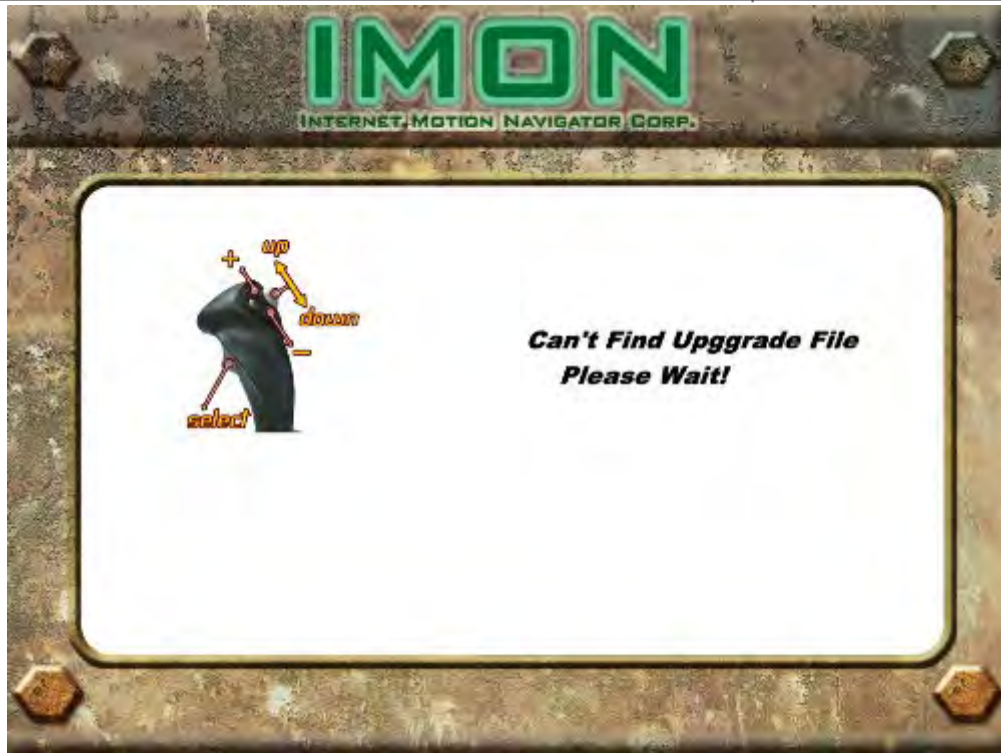 IMON
INTERNET MOTION NAVIGATOR CORP.
+ up
down
−
select
Can't Find Upggrade File
Please Wait!